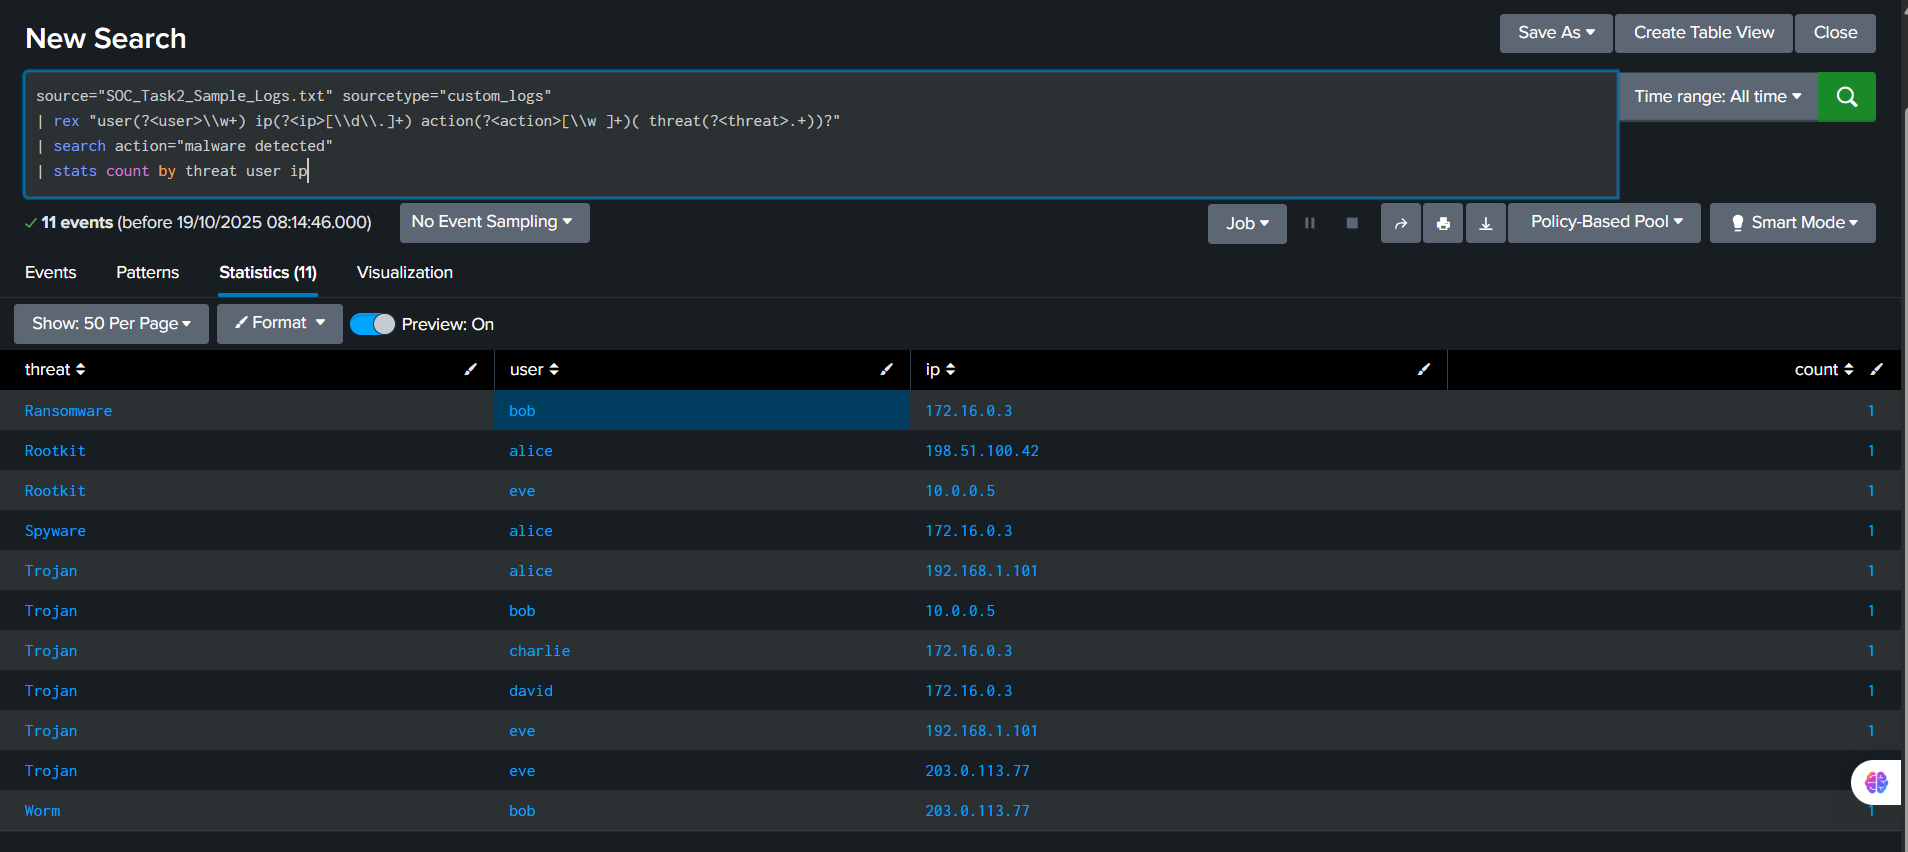 New Search
Save As
Create Table View
Close
source="SOC_Task2_Sample_Logs.txt" sourcetype="custom_logs"
| rex "user(?<user>\\w+) ip(?<ip>[\\d\\.]+) action(?<action>[\\w ]+)( threat(?<threat>.+))?"
| search action="malware detected"
| stats count by threat user ip
Time range: All time
11 events (before 19/10/2025 08:14:46.000)
No Event Sampling
Job
Policy-Based Pool
Smart Mode
Events
Patterns
Statistics (11)
Visualization
Show: 50 Per Page
Format
Preview: On
threat user ip count
Ransomware bob 172.16.0.3 1
Rootkit alice 198.51.100.42 1
Rootkit eve 10.0.0.5 1
Spyware alice 172.16.0.3 1
Trojan alice 192.168.1.101 1
Trojan bob 10.0.0.5 1
Trojan charlie 172.16.0.3 1
Trojan david 172.16.0.3 1
Trojan eve 192.168.1.101 1
Trojan eve 203.0.113.77
Worm bob 203.0.113.77 1